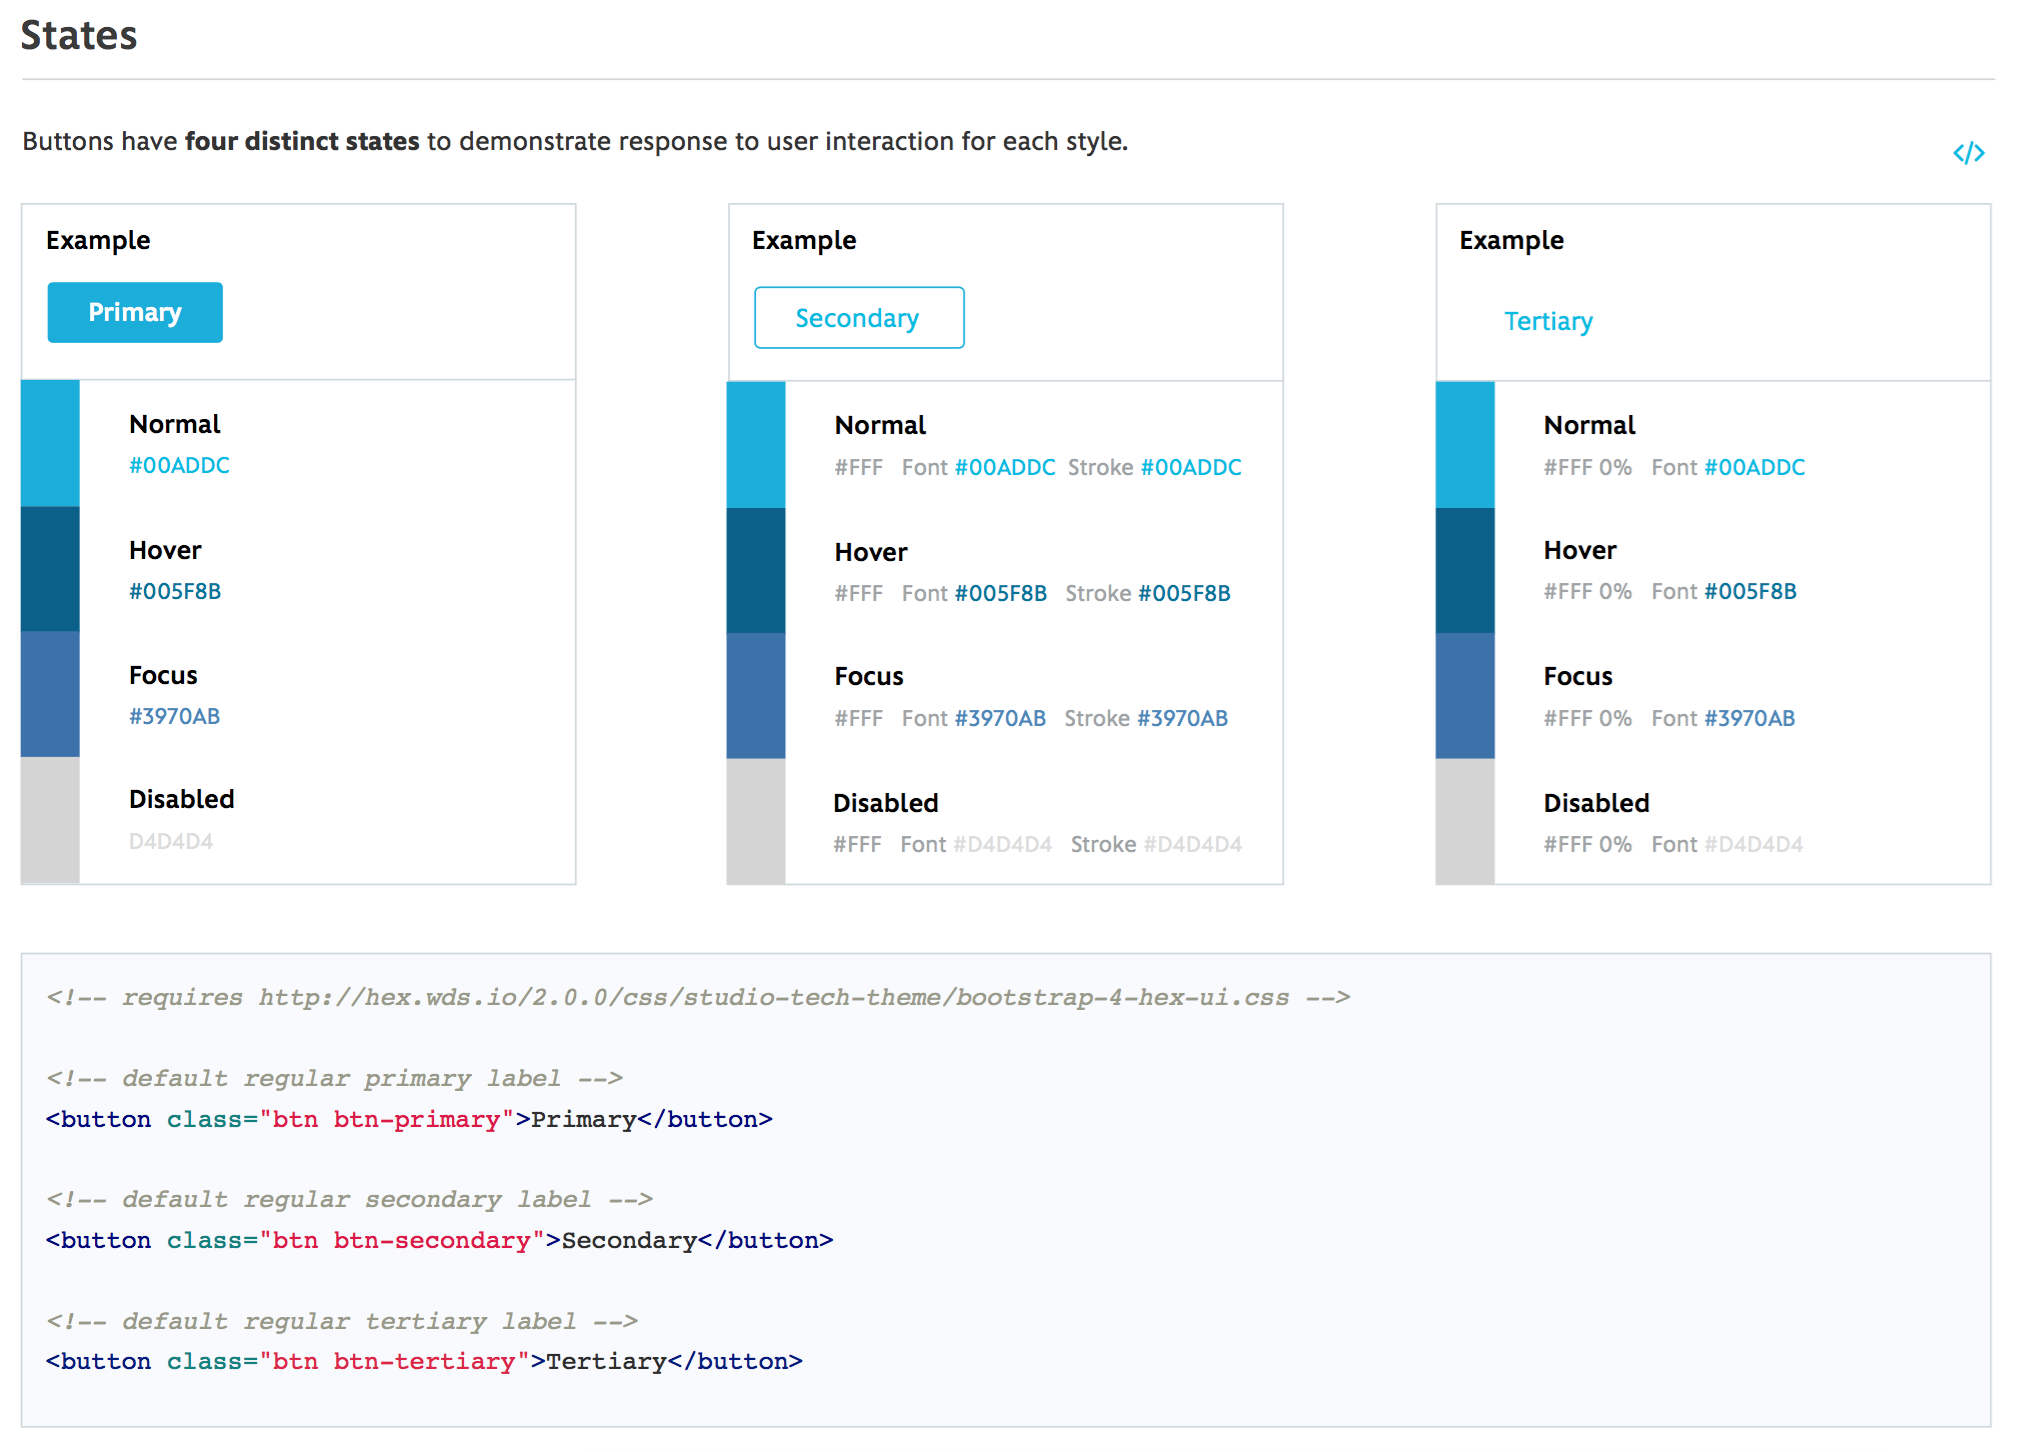 States
Buttons have four distinct states to demonstrate response to user interaction for each style.
</>
Example
Primary
Normal
#00ADDC
Hover
#005F8B
Focus
#3970AB
Disabled
D4D4D4
Example
Secondary
Normal
#FFF Font #00ADDC Stroke #00ADDC
Hover
#FFF Font #005F8B Stroke #005F8B
Focus
#FFF Font #3970AB Stroke #3970AB
Disabled
#FFF Font #D4D4D4 Stroke #D4D4D4
Example
Tertiary
Normal
#FFF 0% Font #00ADDC
Hover
#FFF 0% Font #005F8B
Focus
#FFF 0% Font #3970AB
Disabled
#FFF 0% Font #D4D4D4
<!-- requires http://hex.wds.io/2.0.0/css/studio-tech-theme/bootstrap-4-hex-ui.css -->
<!-- default regular primary label -->
<button class="btn btn-primary">Primary</button>
<!-- default regular secondary label -->
<button class="btn btn-secondary">Secondary</button>
<!-- default regular tertiary label -->
<button class="btn btn-tertiary">Tertiary</button>